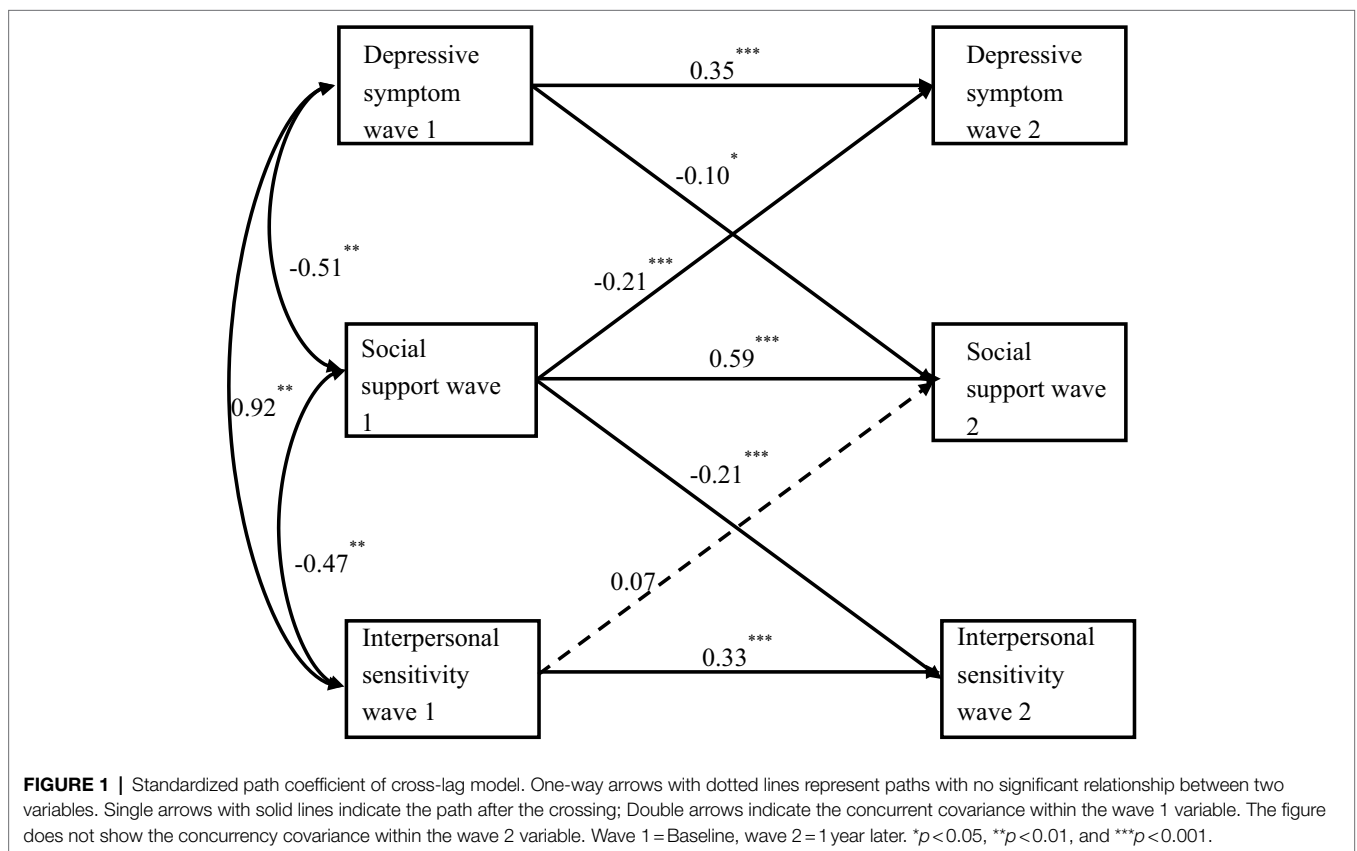 Depressive
symptom
wave 1
0.35***
Depressive
symptom
wave 2
-0.10*
-0.51**
-0.21***
Social
support wave
1
0.59***
Social
support wave
2
0.92**
-0.21***
-0.47**
0.07
Interpersonal
sensitivity
wave 1
0.33***
Interpersonal
sensitivity
wave 2
FIGURE 1 | Standardized path coefficient of cross-lag model. One-way arrows with dotted lines represent paths with no significant relationship between two
variables. Single arrows with solid lines indicate the path after the crossing; Double arrows indicate the concurrent covariance within the wave 1 variable. The figure
does not show the concurrency covariance within the wave 2 variable. Wave 1 = Baseline, wave 2 = 1 year later. *p < 0.05, **p < 0.01, and ***p < 0.001.